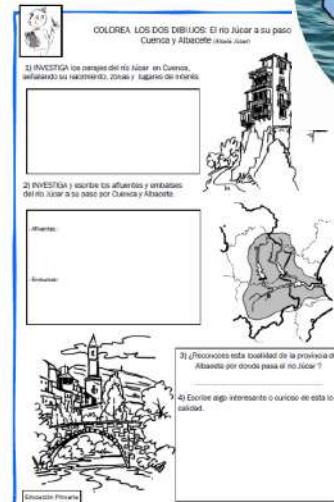 COLOREA LOS DOS DIBUJOS: El río Júcar a su paso
Cuenca y Albacete (Alcalá Júcar)
1) INVESTIGA los parajes del río Júcar en Cuenca,
señalando su nacimiento, zonas y lugares de interés.
2) INVESTIGA y escribe los afluentes y embalses
del río Júcar a su paso por Cuenca y Albacete.
- Afluentes:
- Embalses:
3) ¿Reconoces esta localidad de la provincia de
Albacete por donde pasa el río Júcar ?
4) Escribe algo interesante o curioso de esta lo
calidad.
Educación Primaria